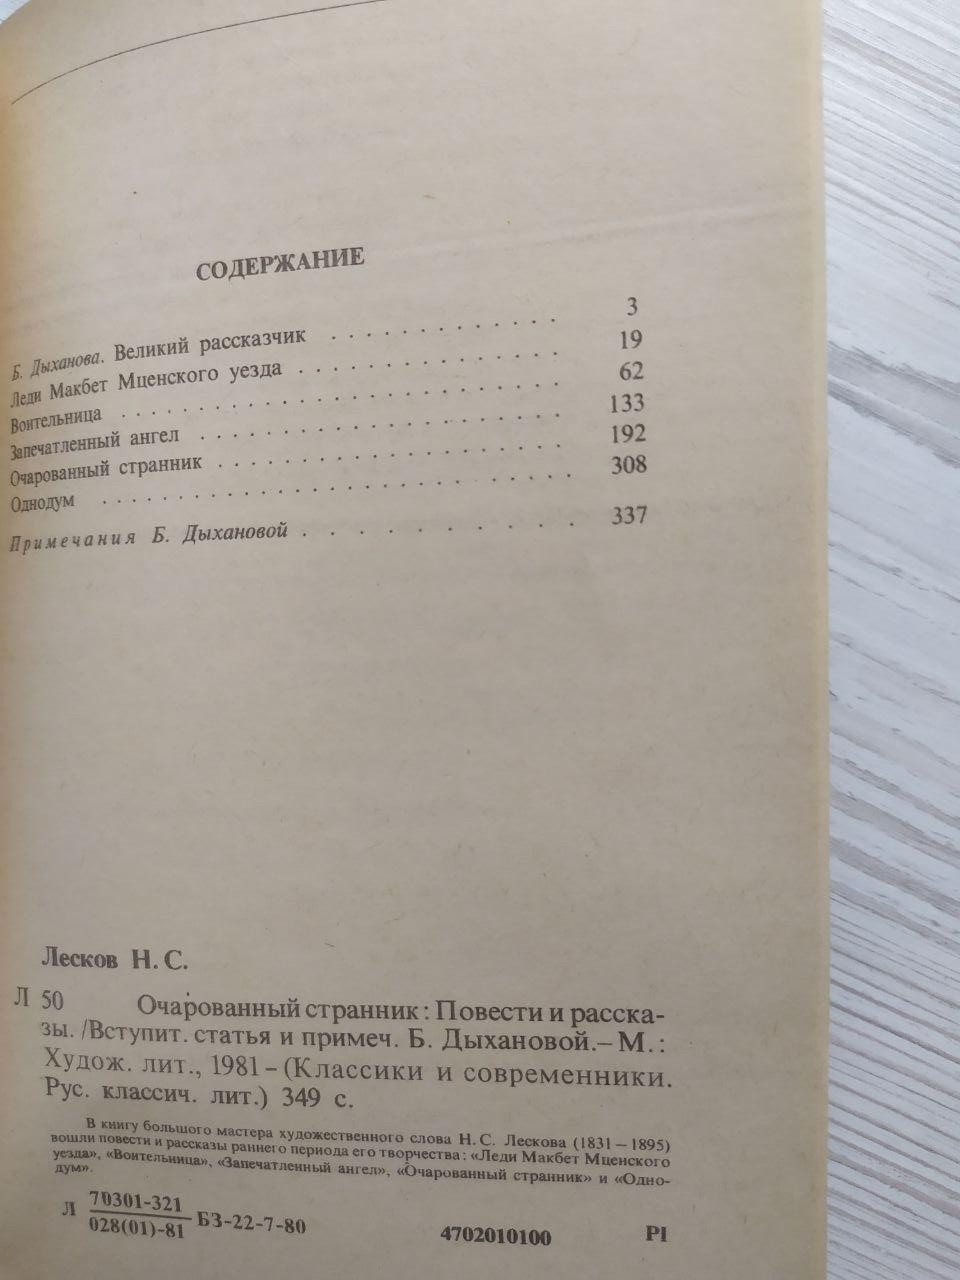 СОДЕРЖАНИЕ
Б. Дыханова. Великий рассказчик . . . . . . . . . . . 3
Леди Макбет Мценского уезда . . . . . . . . . . . . 19
Воительница . . . . . . . . . . . . . . . . . . . 62
Запечатленный ангел . . . . . . . . . . . . . . . . 133
Очарованный странник . . . . . . . . . . . . . . . 192
Однодум . . . . . . . . . . . . . . . . . . . . 308
Примечания Б. Дыхановой . . . . . . . . . . 337
Лесков Н. С.
Л 50 Очарованный странник: Повести и расска-
зы. /Вступит. статья и примеч. Б. Дыхановой.– М.:
Худож. лит., 1981 – (Классики и современники.
Рус. классич. лит.) 349 с.
В книгу большого мастера художественного слова Н. С. Лескова (1831 – 1895)
вошли повести и рассказы раннего периода его творчества: «Леди Макбет Мценского
уезда», «Воительница», «Запечатленный ангел», «Очарованный странник» и «Одно-
дум».
Л 70301-321
028(01)-81 БЗ-22-7-80 4702010100 РI